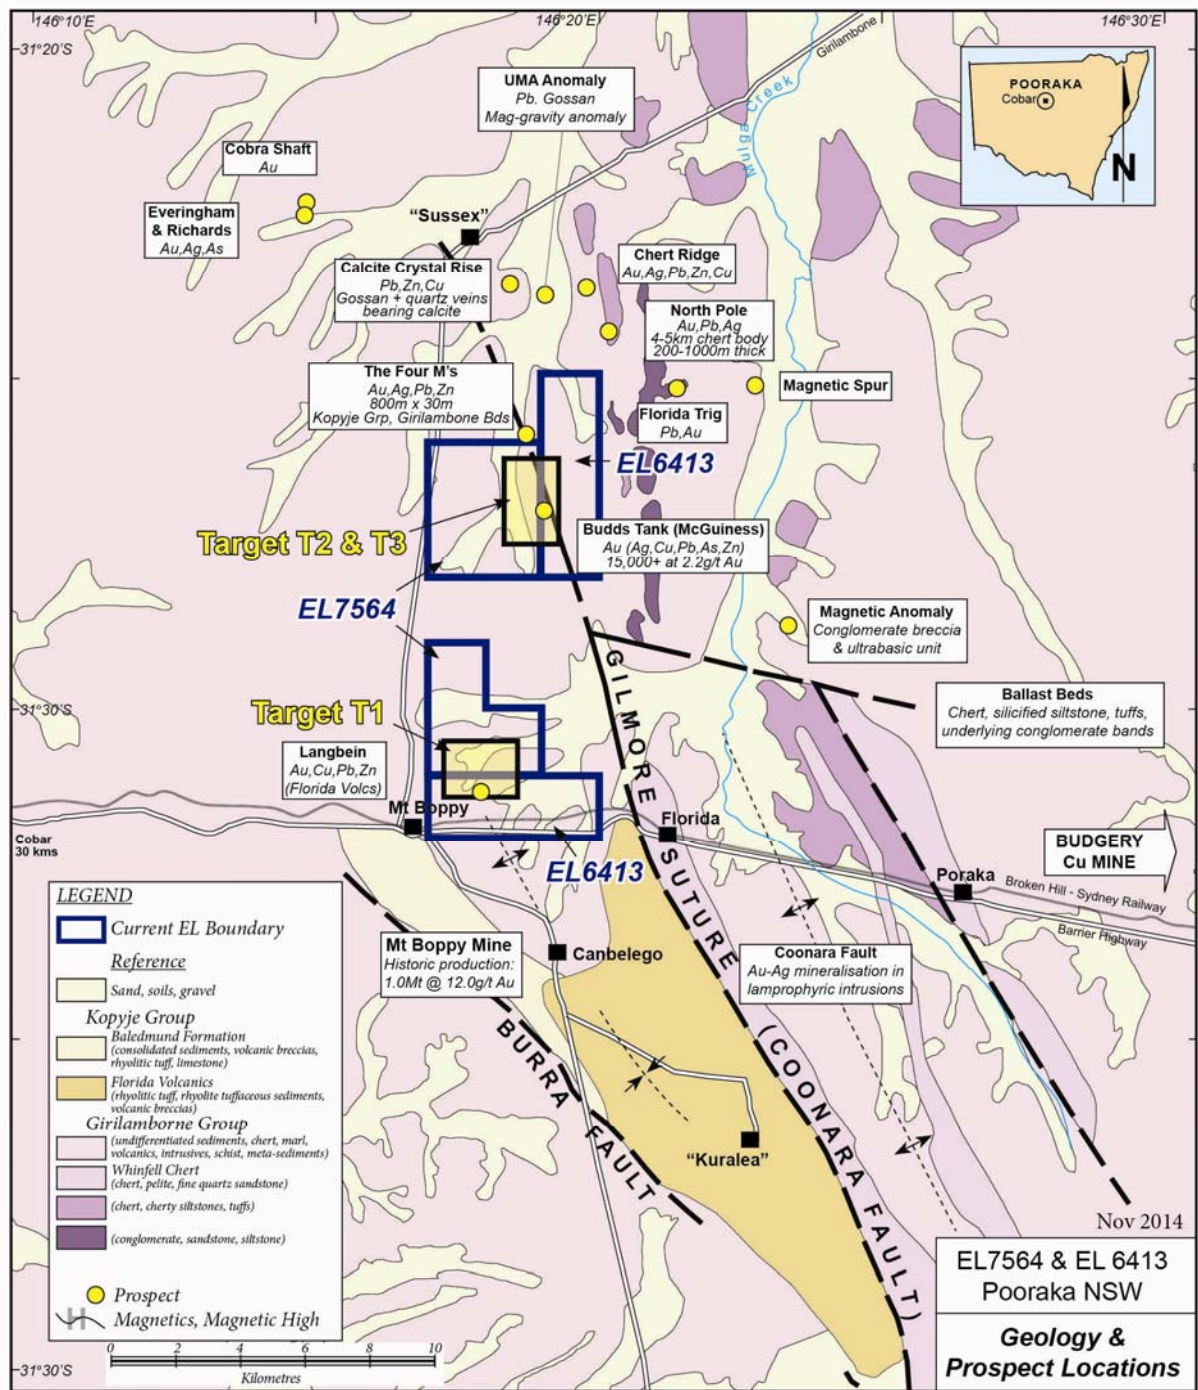 146°10'E
146°20'E
146°30'E
31°20'S
Girilambone
UMA Anomaly
Pb. Gossan
Mag-gravity anomaly
Mulga Creek
POORAKA
Cobar
N
Cobra Shaft
Au
Everingham
& Richards
Au,Ag,As
"Sussex"
Calcite Crystal Rise
Pb,Zn,Cu
Gossan + quartz veins
bearing calcite
Chert Ridge
Au,Ag,Pb,Zn,Cu
North Pole
Au,Pb,Ag
4-5km chert body
200-1000m thick
The Four M's
Au,Ag,Pb,Zn
800m x 30m
Kopyje Grp, Girilambone Bds
Magnetic Spur
Florida Trig
Pb,Au
EL6413
Target T2 & T3
Budds Tank (McGuiness)
Au (Ag,Cu,Pb,As,Zn)
15,000+ at 2.2g/t Au
EL7564
Magnetic Anomaly
Conglomerate breccia
& ultrabasic unit
31°30'S
Target T1
Ballast Beds
Chert, silicified siltstone, tuffs,
underlying conglomerate bands
Langbein
Au,Cu,Pb,Zn
(Florida Volcs)
GILMORE SUTURE (COONARA FAULT)
Mt Boppy
Florida
Cobar
30 kms
EL6413
BUDGERY
Cu MINE
Poraka
Broken Hill - Sydney Railway
Barrier Highway
Mt Boppy Mine
Historic production:
1.0Mt @ 12.0g/t Au
Canbelego
Coonara Fault
Au-Ag mineralisation in
lamprophyric intrusions
BURRA FAULT
"Kuralea"
LEGEND
Current EL Boundary
Reference
Sand, soils, gravel
Kopyje Group
Baledmund Formation
(consolidated sediments, volcanic breccias,
rhyolitic tuff, limestone)
Florida Volcanics
(rhyolitic tuff, rhyolite tuffaceous sediments,
volcanic breccias)
Girilamborne Group
(undifferentiated sediments, chert, marl,
volcanics, intrusives, schist, meta-sediments)
Whinfell Chert
(chert, pelite, fine quartz sandstone)
(chert, cherty siltstones, tuffs)
(conglomerate, sandstone, siltstone)
Prospect
Magnetics, Magnetic High
0 2 4 6 8 10
Kilometres
31°30'S
Nov 2014
EL7564 & EL 6413
Pooraka NSW
Geology &
Prospect Locations